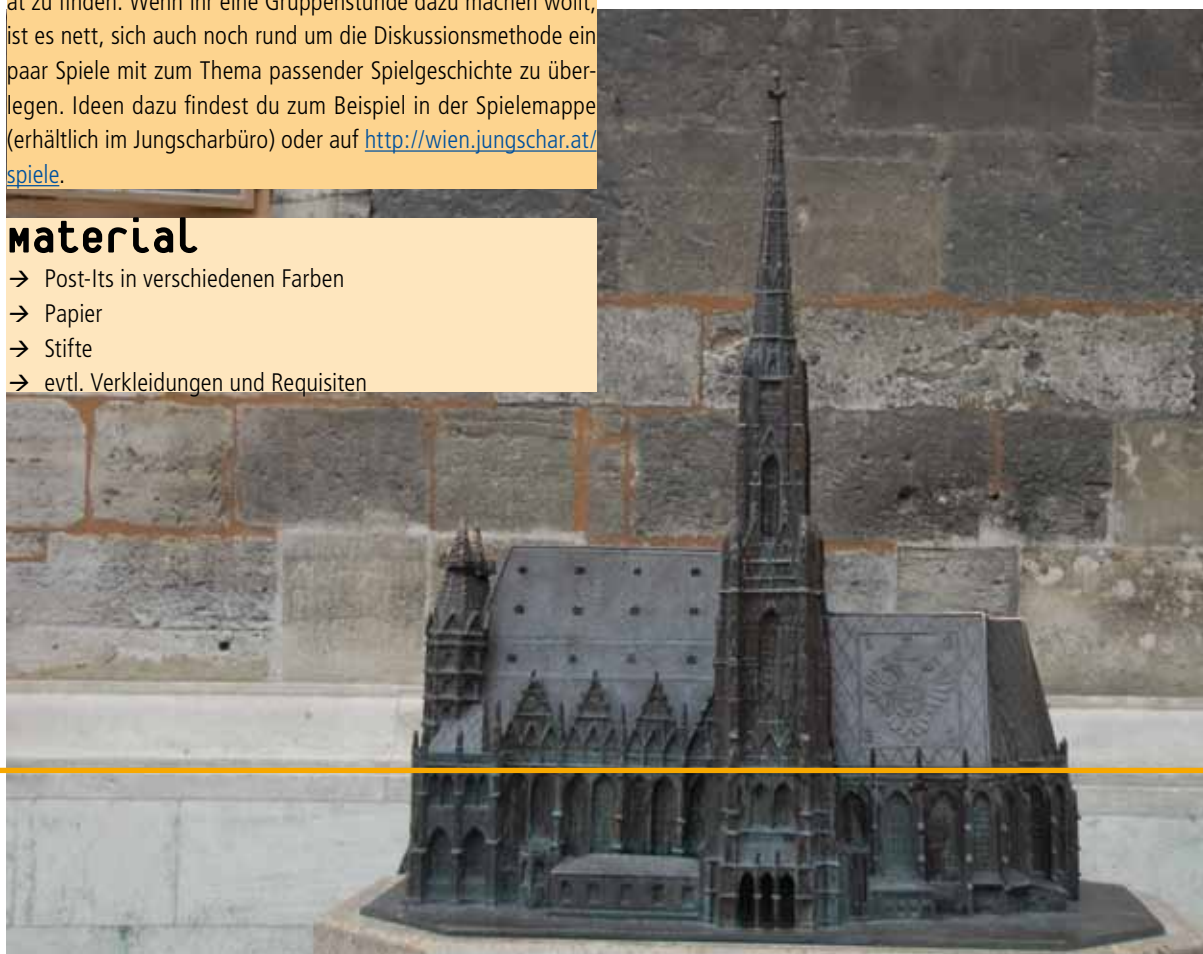 at zu finden. Wenn ihr eine Gruppenstunde dazu machen wollt,
ist es nett, sich auch noch rund um die Diskussionsmethode ein
paar Spiele mit zum Thema passender Spielgeschichte zu über-
legen. Ideen dazu findest du zum Beispiel in der Spielemappe
(erhältlich im Jungscharbüro) oder auf http://wien.jungschar.at/
spiele.
Material
→ Post-Its in verschiedenen Farben
→ Papier
→ Stifte
→ evtl. Verkleidungen und Requisiten